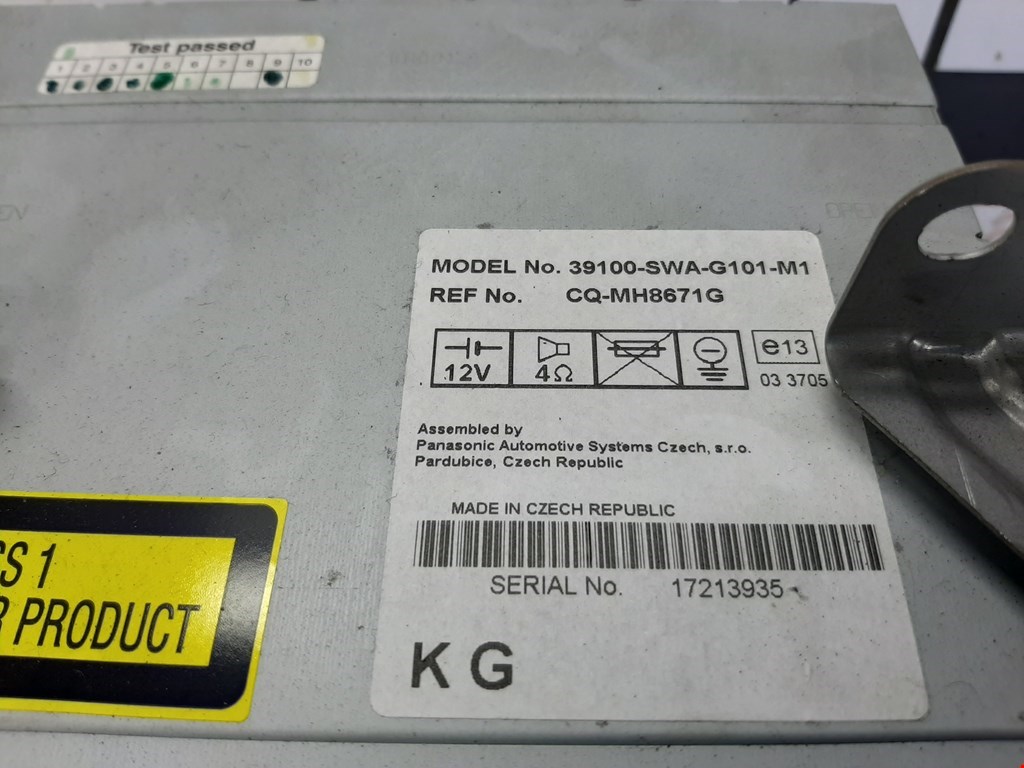 Test passed
1 2 3 4 5 6 7 8 9 10
OPEN
MODEL No. 39100-SWA-G101-M1
REF No. CQ-MH8671G
12V 4Ω e13
03 3705
Assembled by
Panasonic Automotive Systems Czech, s.r.o.
Pardubice, Czech Republic
MADE IN CZECH REPUBLIC
SERIAL No. 17213935
K G
SS 1
R PRODUCT